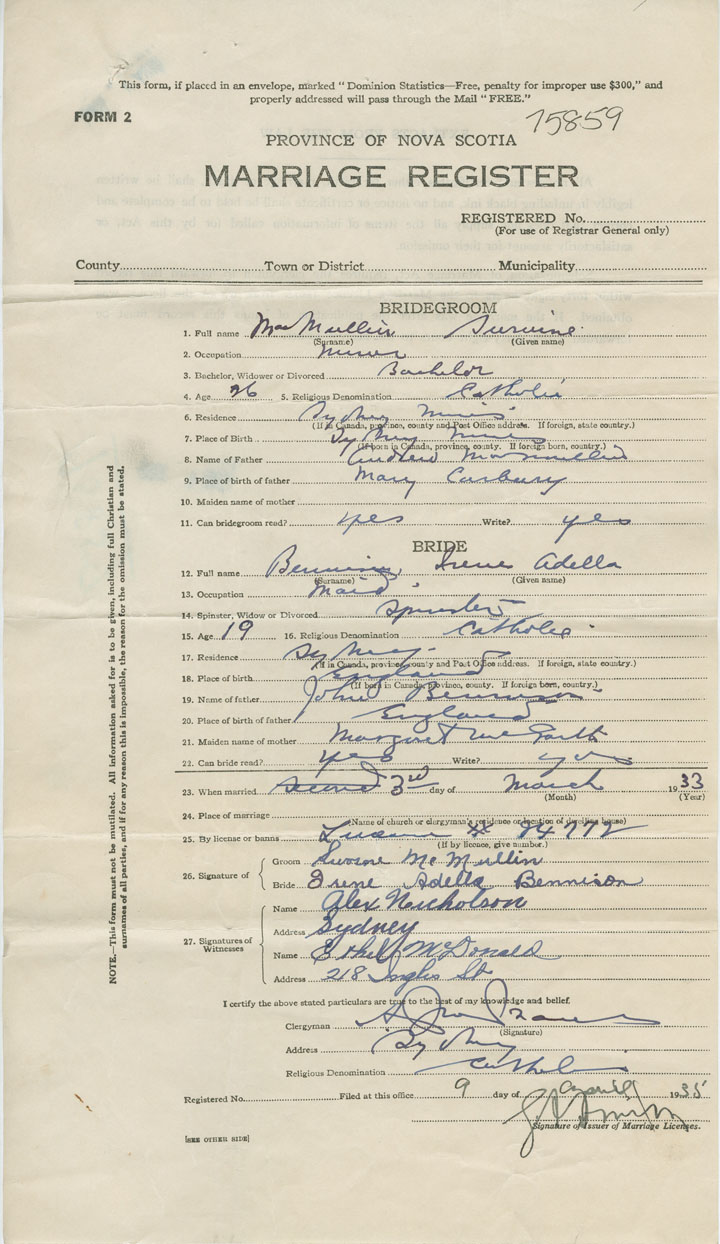 This form, if placed in an envelope, marked "Dominion Statistics—Free, penalty for improper use $300," and
properly addressed will pass through the Mail "FREE."
FORM 2
75859
PROVINCE OF NOVA SCOTIA
MARRIAGE REGISTER
REGISTERED No.
(For use of Registrar General only)
County Town or District Municipality
BRIDEGROOM
1. Full name MacMullin
(Surname) (Given name)
2. Occupation miner
3. Bachelor, Widower or Divorced Bachelor
4. Age 26 5. Religious Denomination Catholic
6. Residence Sydney Mines
(If in Canada, province, county and Post Office address. If foreign, state country.)
7. Place of Birth Sydney Mines
(If born in Canada, province, county. If foreign born, country.)
8. Name of Father Andrew MacMullin
9. Place of birth of father Mary Carbury
10. Maiden name of mother
11. Can bridegroom read? yes Write? yes
BRIDE
12. Full name Bennison, Irene Adella
(Surname) (Given name)
13. Occupation maid
14. Spinster, Widow or Divorced Spinster
15. Age 19 16. Religious Denomination Catholic
17. Residence Sydney
(If in Canada, province, county and Post Office address. If foreign, state country.)
18. Place of birth England
(If born in Canada, province, county. If foreign born, country.)
19. Name of father John Bennison
20. Place of birth of father England
21. Maiden name of mother Margaret
22. Can bride read? yes Write? yes
23. When married second 3rd day of March 1933
(Month) (Year)
24. Place of marriage
(Name of church or clergyman's residence or location of dwelling house)
25. By license or banns License # 84772
(If by licence, give number.)
26. Signature of Groom McMullin
Bride Irene Adella Bennison
27. Signatures of Witnesses Name Alex Nicholson
Address Sydney
Name Ethel McDonald
Address 218 Inglis St
I certify the above stated particulars are true to the best of my knowledge and belief.
Clergyman
(Signature)
Address Sydney
Religious Denomination Catholic
Registered No. Filed at this office 9 day of April 1935
Signature of Issuer of Marriage Licenses.
[SEE OTHER SIDE]
NOTE.—This form must not be mutilated. All information asked for is to be given, including full Christian and
surnames of all parties, and if for any reason this is impossible, the reason for the omission must be stated.